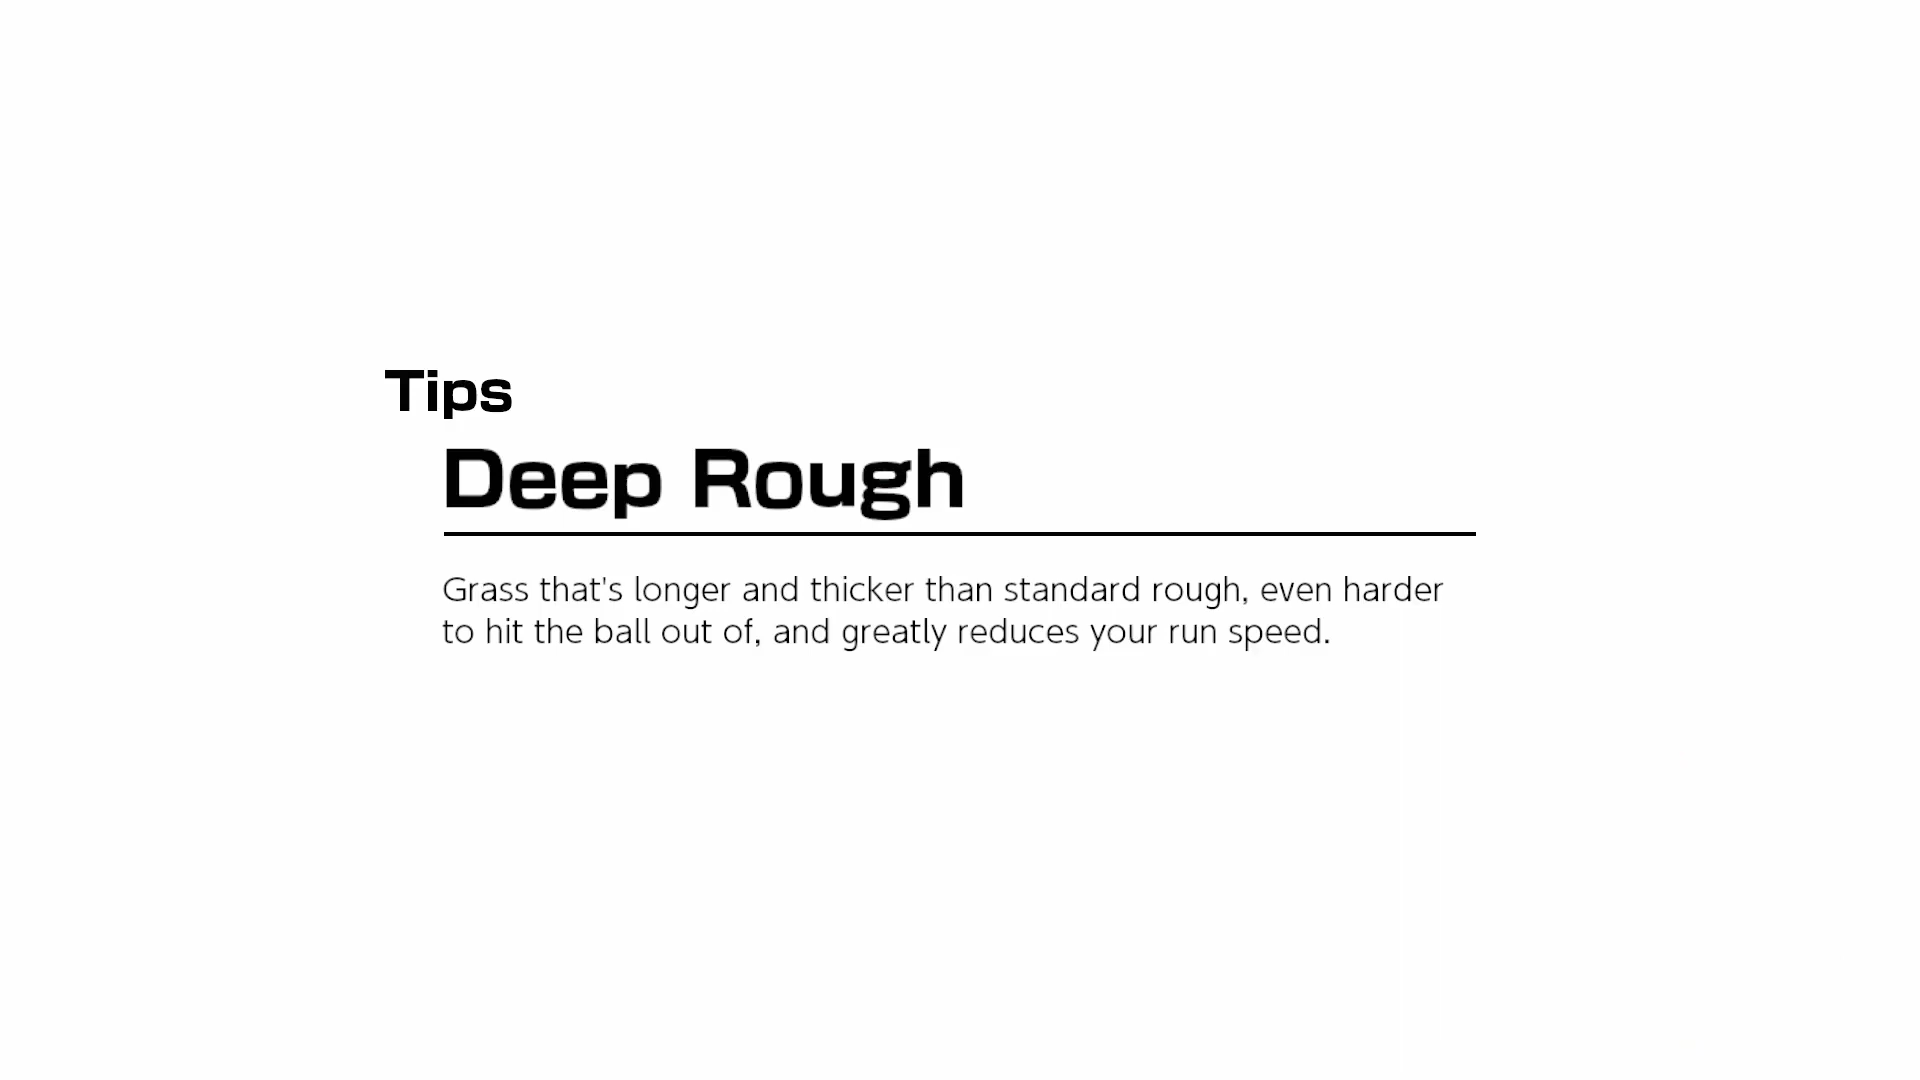 Tips
Deep Rough
Grass that's longer and thicker than standard rough, even harder
to hit the ball out of, and greatly reduces your run speed.